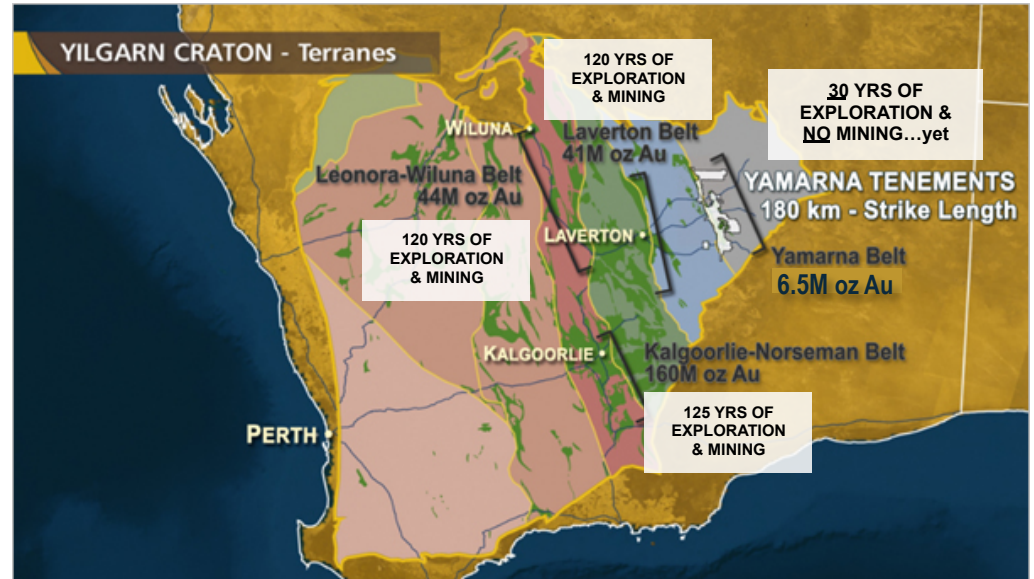 YILGARN CRATON - Terranes
120 YRS OF
EXPLORATION
& MINING
30 YRS OF
EXPLORATION &
NO MINING...yet
WILUNA
Laverton Belt
41M oz Au
Leonora-Wiluna Belt
44M oz Au
YAMARNA TENEMENTS
180 km - Strike Length
120 YRS OF
EXPLORATION
& MINING
LAVERTON
Yamarna Belt
6.5M oz Au
KALGOORLIE
Kalgoorlie-Norseman Belt
160M oz Au
125 YRS OF
EXPLORATION
& MINING
PERTH